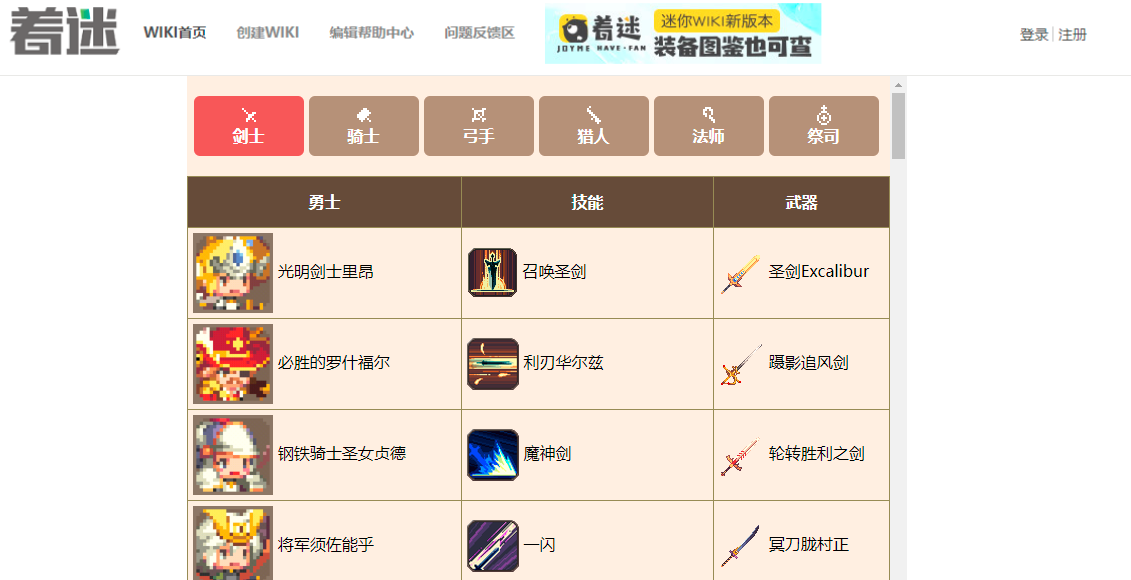 着迷
WIKI首页 创建WIKI 编辑帮助中心 问题反馈区
着迷
JOYME HAVE·FAN
迷你WIKI新版本
装备图鉴也可查
登录 | 注册
剑士 骑士 弓手 猎人 法师 祭司
勇士 技能 武器
光明剑士里昂 召唤圣剑 圣剑Excalibur
必胜的罗什福尔 利刃华尔兹 蹑影追风剑
钢铁骑士圣女贞德 魔神剑 轮转胜利之剑
将军须佐能乎 一闪 冥刀胧村正